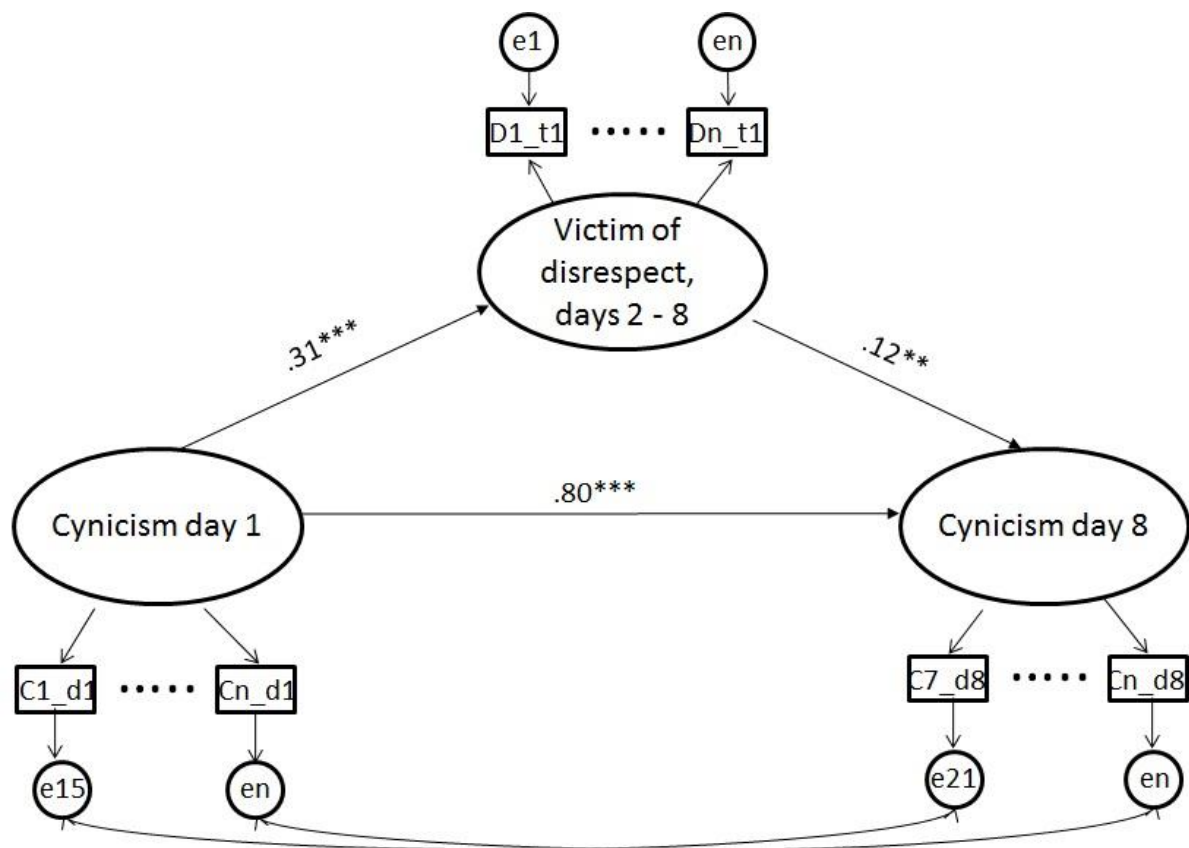 e1
en
D1_t1
Dn_t1
Victim of
disrespect,
days 2 - 8
.31***
.12**
.80***
Cynicism day 1
Cynicism day 8
C1_d1
Cn_d1
C7_d8
Cn_d8
e15
en
e21
en